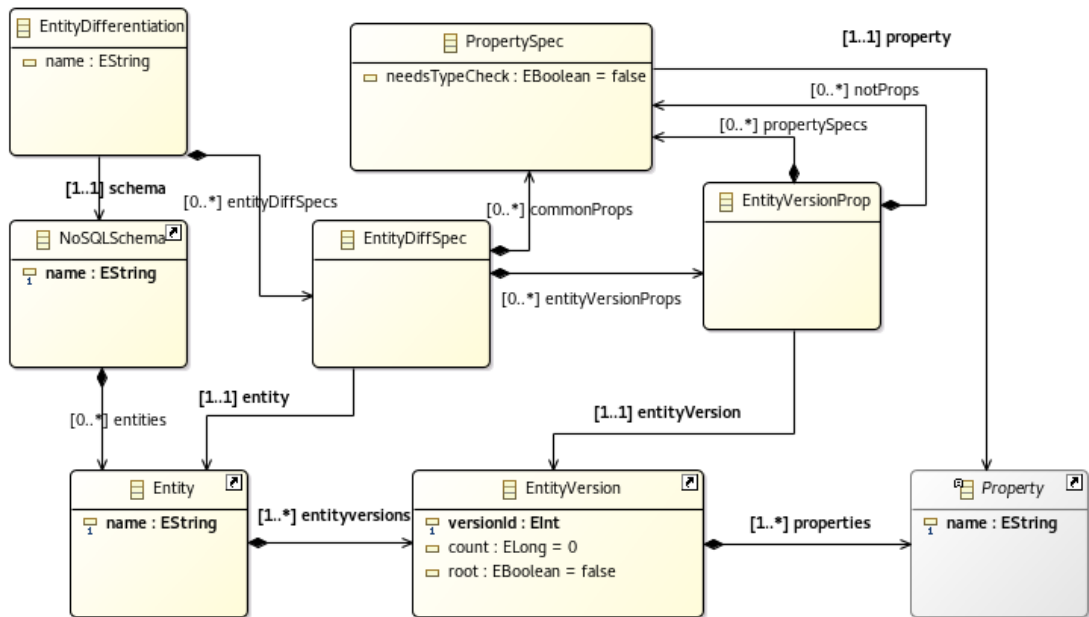 EntityDifferentiation
name : EString
PropertySpec
needsTypeCheck : EBoolean = false
[1..1] property
[0..*] notProps
[0..*] propertySpecs
[1..1] schema
[0..*] entityDiffSpecs
[0..*] commonProps
EntityVersionProp
NoSQLSchema
name : EString
EntityDiffSpec
[0..*] entityVersionProps
[1..1] entity
[0..*] entities
[1..1] entityVersion
Entity
name : EString
[1..*] entityversions
EntityVersion
versionId : EInt
count : ELong = 0
root : EBoolean = false
[1..*] properties
Property
name : EString